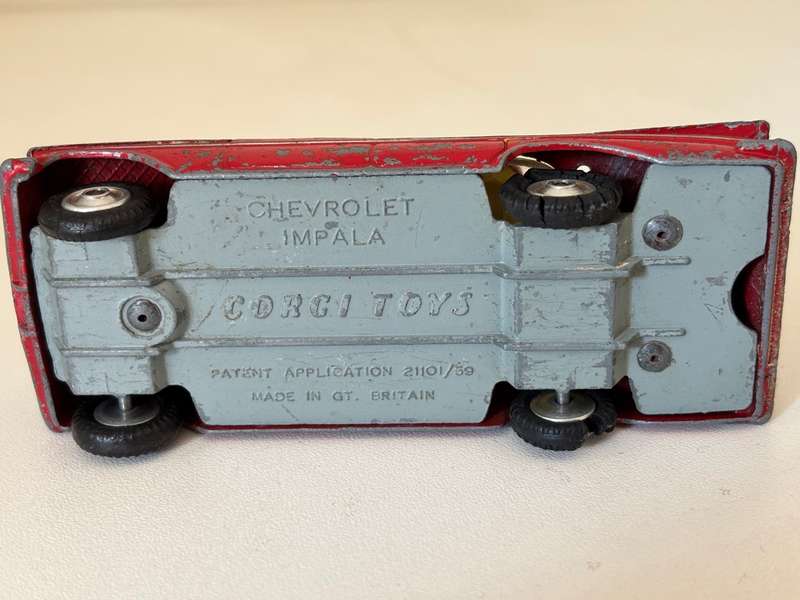 CHEVROLET
IMPALA
CORGI TOYS
PATENT APPLICATION 21101/59
MADE IN GT. BRITAIN